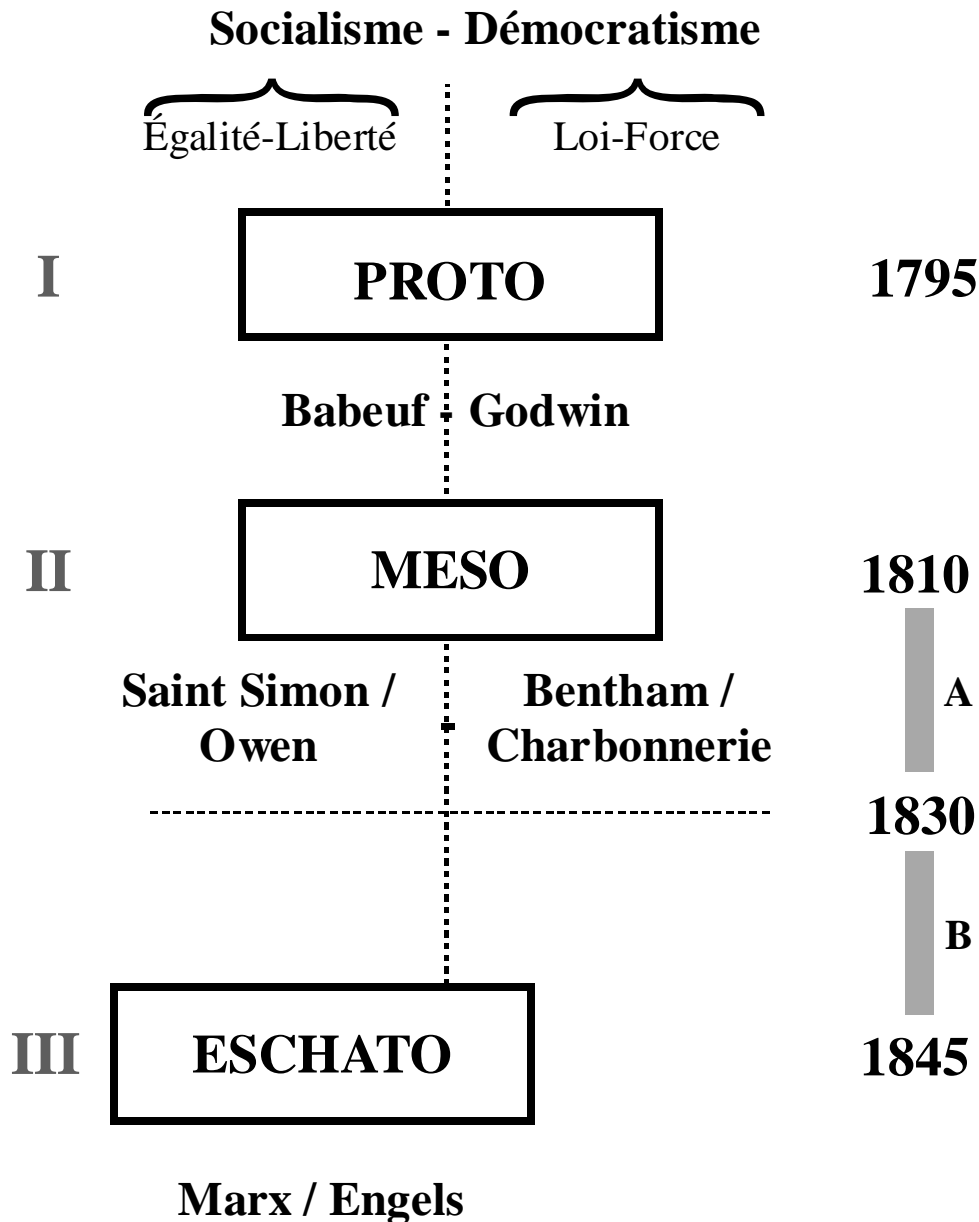 Socialisme - Démocratisme
Égalité-Liberté Loi-Force
I PROTO 1795
Babeuf - Godwin
II MESO 1810
Saint Simon / Bentham / A
Owen - Charbonnerie
1830
B
III ESCHATO 1845
Marx / Engels